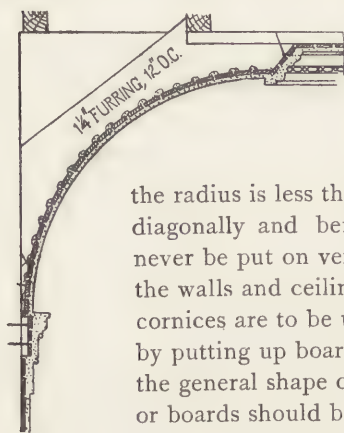 1¼" FURRING, 12" O.C.
the radius is less th
diagonally and ben
never be put on ver
the walls and ceilin
cornices are to be u
by putting up boar
the general shape o
or boards should b